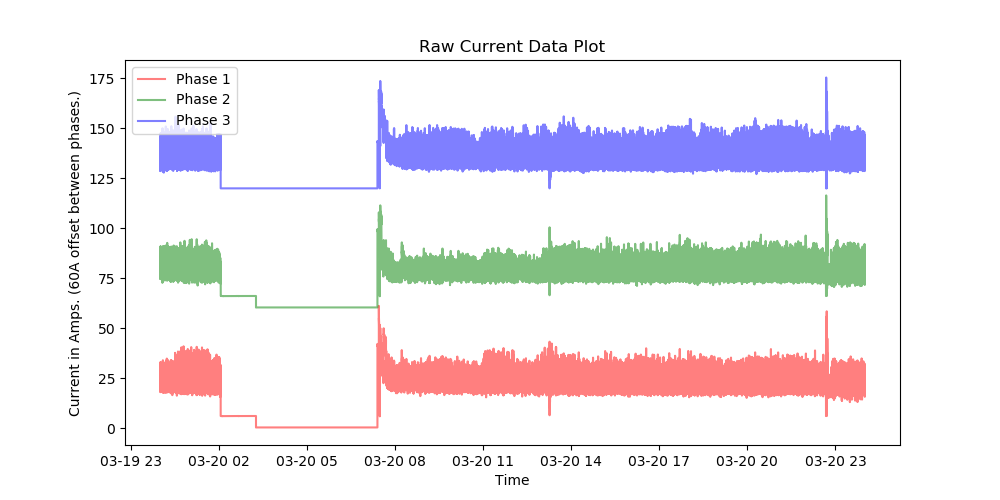 Raw Current Data Plot
Current in Amps. (60A offset between phases.)
175
150
125
100
75
50
25
0
Phase 1
Phase 2
Phase 3
03-19 23 03-20 02 03-20 05 03-20 08 03-20 11 03-20 14 03-20 17 03-20 20 03-20 23
Time